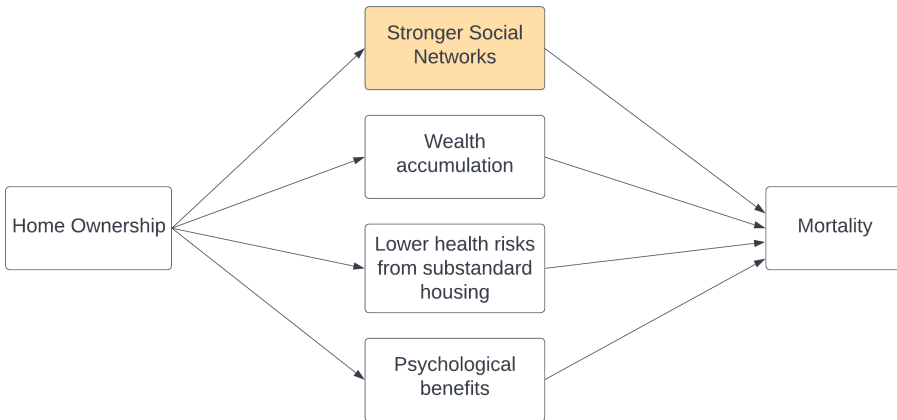 Stronger Social
Networks
Wealth
accumulation
Home Ownership
Lower health risks
from substandard
housing
Mortality
Psychological
benefits